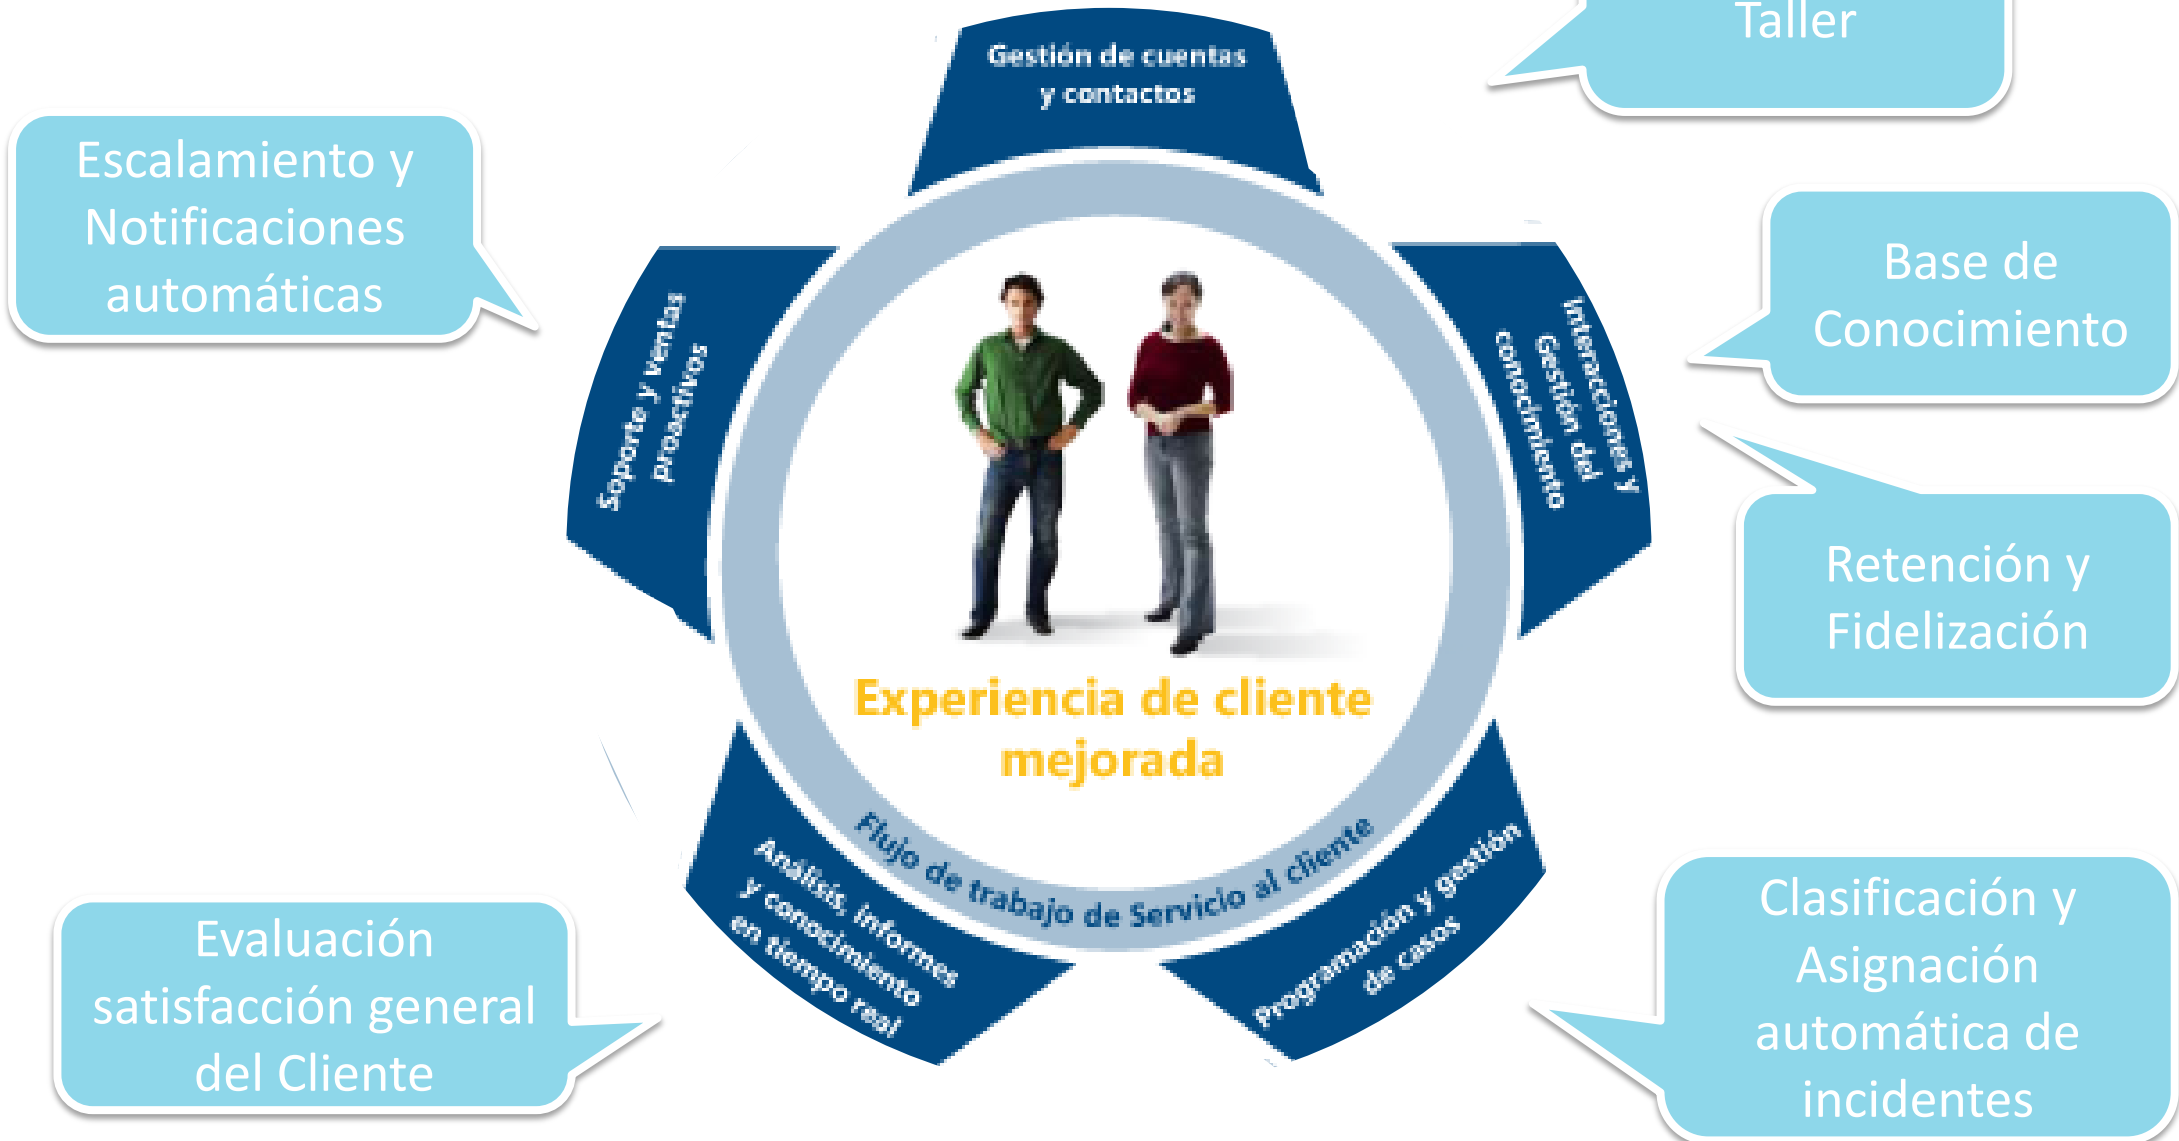 Taller
Gestión de cuentas
y contactos
Escalamiento y
Notificaciones
automáticas
Base de
Conocimiento
Soporte y ventas
proactivos
Interacciones y
Gestión del
conocimiento
Retención y
Fidelización
Experiencia de cliente
mejorada
Flujo de trabajo de Servicio al cliente
Análisis, informes
y conocimiento
en tiempo real
Programación y gestión
de casos
Evaluación
satisfacción general
del Cliente
Clasificación y
Asignación
automática de
incidentes